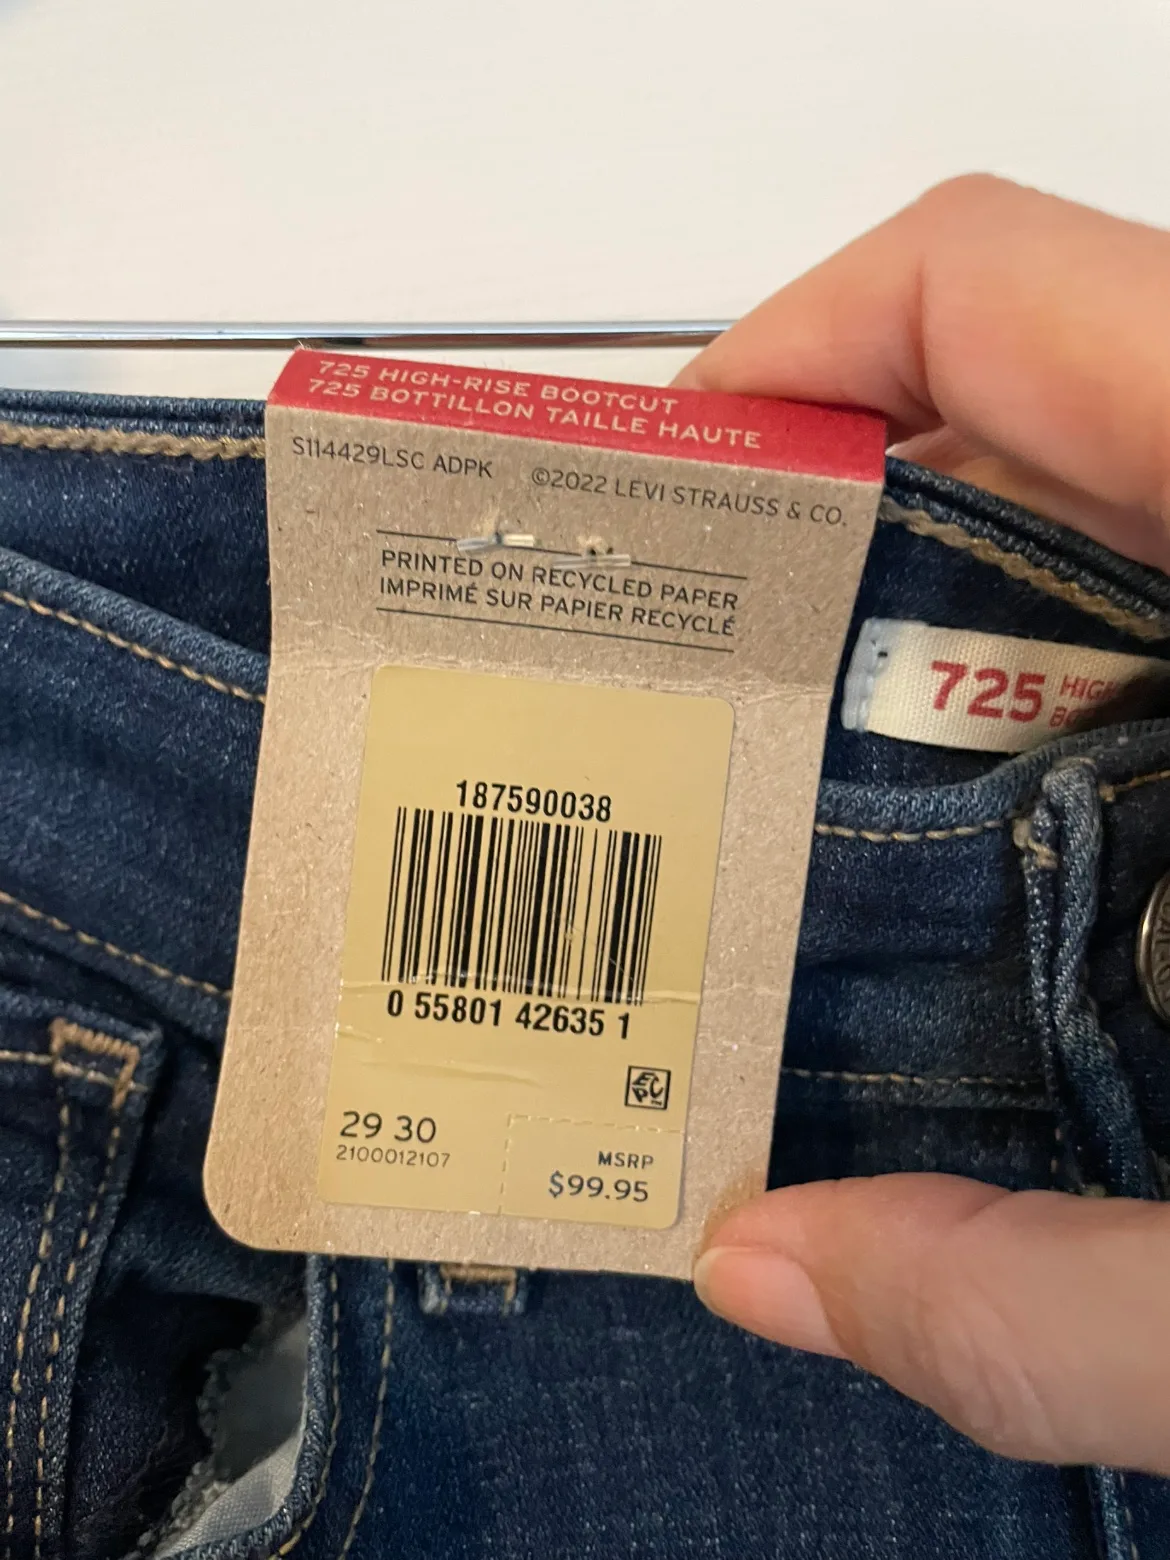 725 HIGH-RISE BOOTCUT
725 BOTTILLON TAILLE HAUTE
S114429LSC ADPK ©2022 LEVI STRAUSS & CO.
PRINTED ON RECYCLED PAPER
IMPRIMÉ SUR PAPIER RECYCLÉ
725
187590038
0 55801 42635 1
EPC
29 30
2100012107
MSRP
$99.95